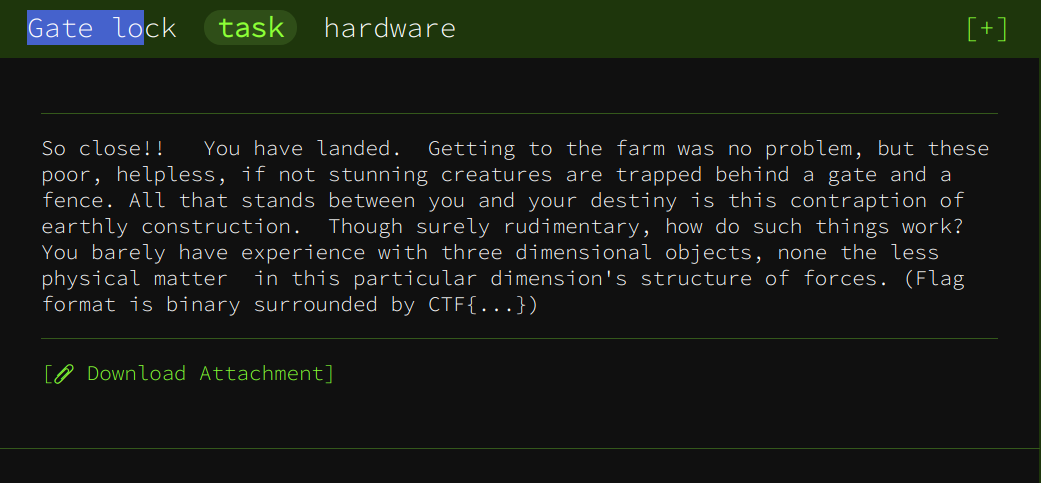 Gate lock task hardware [+]
So close!!   You have landed.  Getting to the farm was no problem, but these
poor, helpless, if not stunning creatures are trapped behind a gate and a
fence. All that stands between you and your destiny is this contraption of
earthly construction.  Though surely rudimentary, how do such things work?
You barely have experience with three dimensional objects, none the less
physical matter  in this particular dimension's structure of forces. (Flag
format is binary surrounded by CTF{...})
[ Download Attachment]